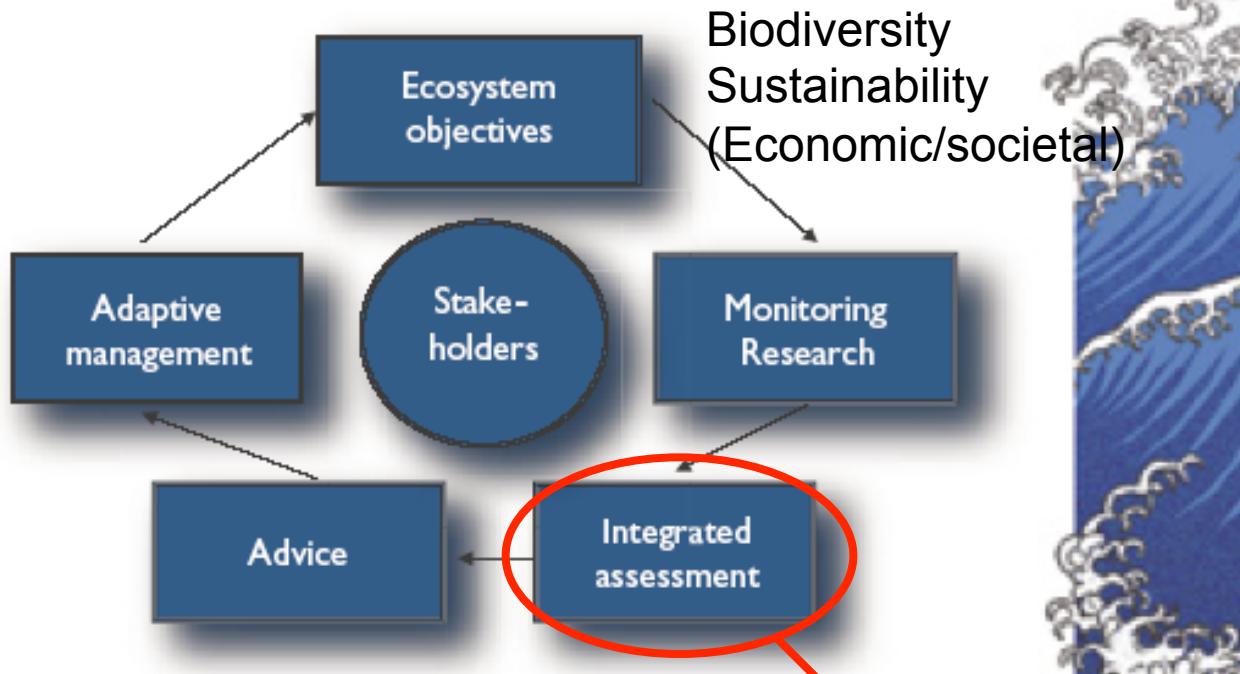 Biodiversity
Sustainability
(Economic/societal)
Ecosystem
objectives
Adaptive
management
Stake-
holders
Monitoring
Research
Advice
Integrated
assessment